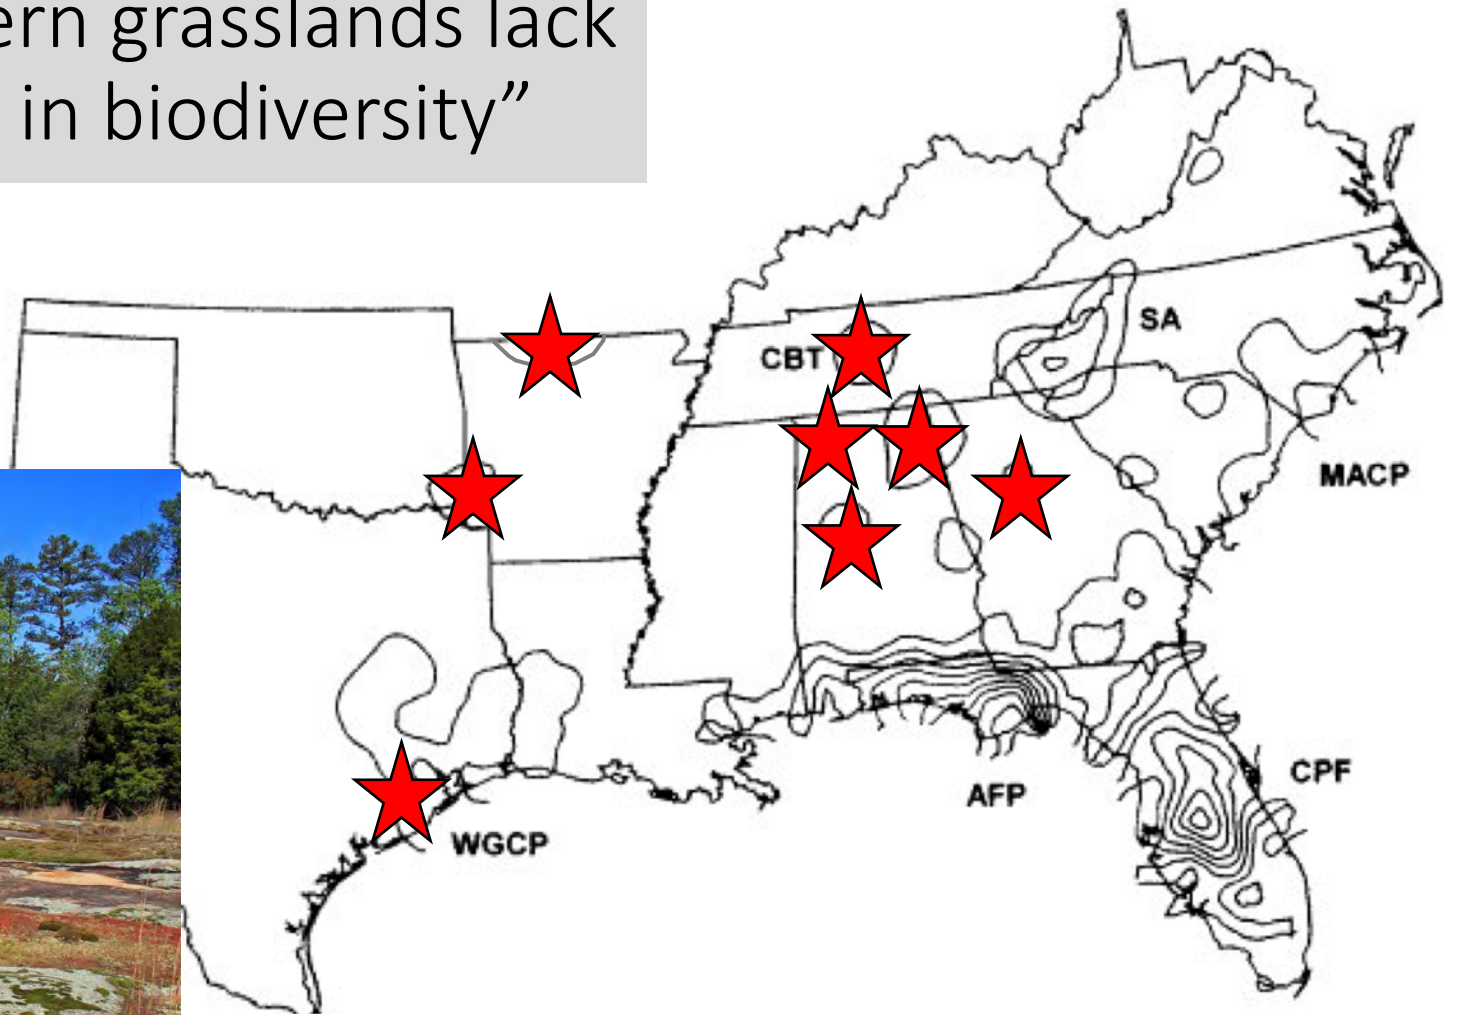 ern grasslands lack
in biodiversity”
SA
CBT
MACP
CPF
AFP
WGCP